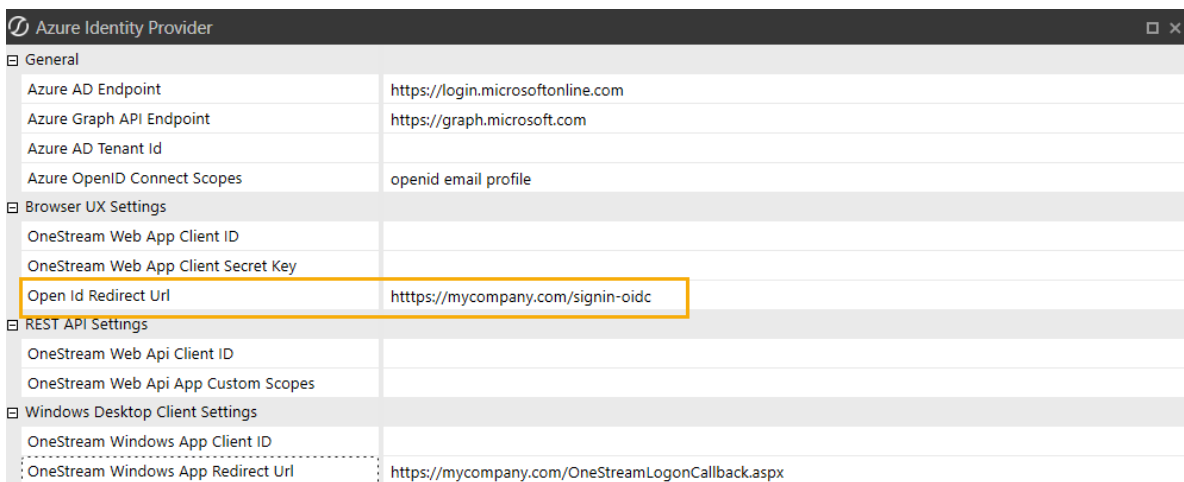 Azure Identity Provider
General
Azure AD Endpoint https://login.microsoftonline.com
Azure Graph API Endpoint https://graph.microsoft.com
Azure AD Tenant Id
Azure OpenID Connect Scopes openid email profile
Browser UX Settings
OneStream Web App Client ID
OneStream Web App Client Secret Key
Open Id Redirect Url htttps://mycompany.com/signin-oidc
REST API Settings
OneStream Web Api Client ID
OneStream Web Api App Custom Scopes
Windows Desktop Client Settings
OneStream Windows App Client ID
OneStream Windows App Redirect Url https://mycompany.com/OneStreamLogonCallback.aspx